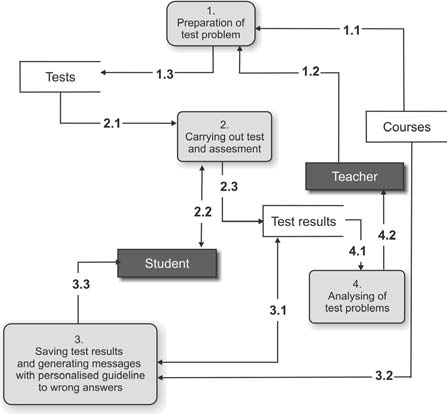 1.
Preparation of
test problem
1.1
1.3
1.2
Tests
2.1
2.
Carrying out test
and assesment
Courses
Teacher
2.3
2.2
Test results
4.1
4.2
Student
3.3
4.
Analysing of
test problems
3.1
3.
Saving test results
and generating messages
with personalised guideline
to wrong answers
3.2